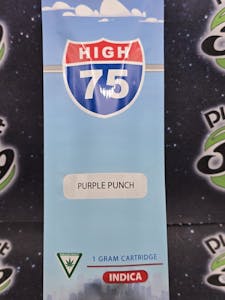 HIGH
75
PURPLE PUNCH
1 GRAM CARTRIDGE
INDICA